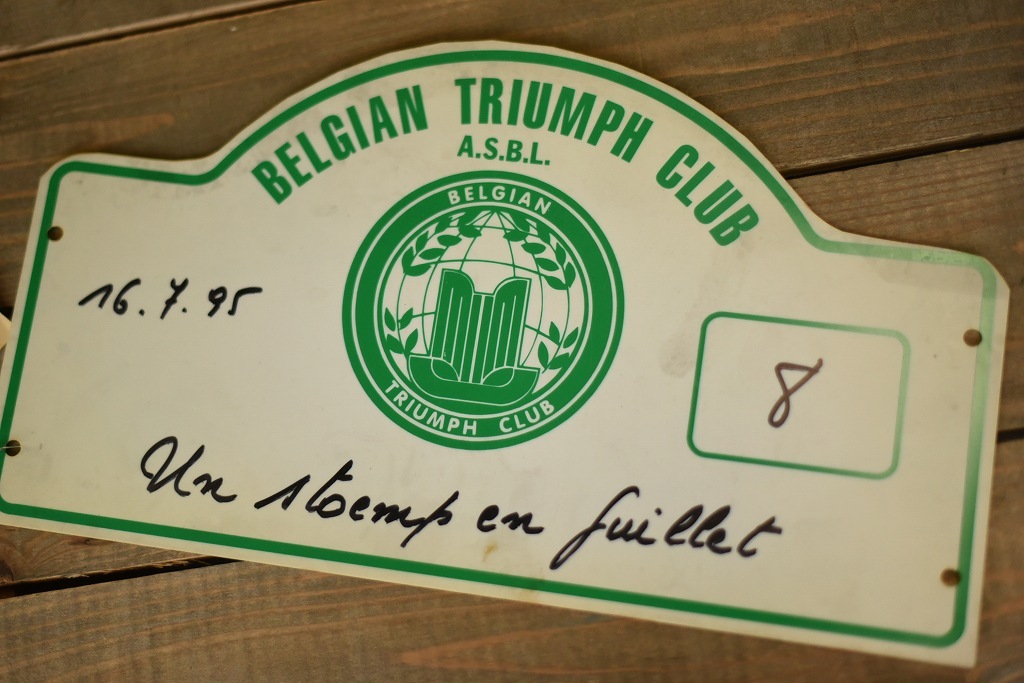 BELGIAN TRIUMPH CLUB
A.S.B.L.
BELGIAN
TRIUMPH CLUB
16.7.95
8
Un stoemp en juillet